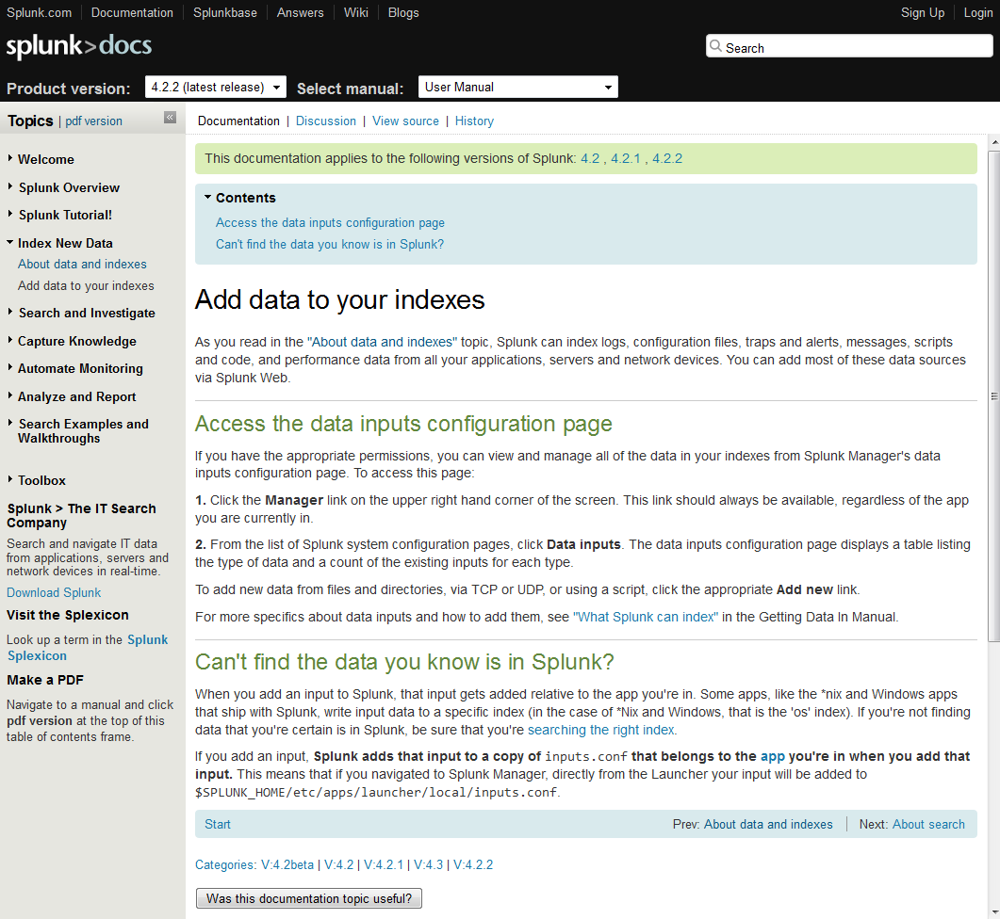 Splunk.com Documentation Splunkbase Answers Wiki Blogs Sign Up Login
splunk>docs
Search
Product version: 4.2.2 (latest release) Select manual: User Manual
Topics | pdf version «
Welcome
Splunk Overview
Splunk Tutorial!
Index New Data
About data and indexes
Add data to your indexes
Search and Investigate
Capture Knowledge
Automate Monitoring
Analyze and Report
Search Examples and
Walkthroughs
Toolbox
Splunk > The IT Search
Company
Search and navigate IT data
from applications, servers and
network devices in real-time.
Download Splunk
Visit the Splexicon
Look up a term in the Splunk
Splexicon
Make a PDF
Navigate to a manual and click
pdf version at the top of this
table of contents frame.
Documentation | Discussion | View source | History
This documentation applies to the following versions of Splunk: 4.2 , 4.2.1 , 4.2.2
Contents
Access the data inputs configuration page
Can't find the data you know is in Splunk?
Add data to your indexes
As you read in the "About data and indexes" topic, Splunk can index logs, configuration files, traps and alerts, messages, scripts
and code, and performance data from all your applications, servers and network devices. You can add most of these data sources
via Splunk Web.
Access the data inputs configuration page
If you have the appropriate permissions, you can view and manage all of the data in your indexes from Splunk Manager's data
inputs configuration page. To access this page:
1. Click the Manager link on the upper right hand corner of the screen. This link should always be available, regardless of the app
you are currently in.
2. From the list of Splunk system configuration pages, click Data inputs. The data inputs configuration page displays a table listing
the type of data and a count of the existing inputs for each type.
To add new data from files and directories, via TCP or UDP, or using a script, click the appropriate Add new link.
For more specifics about data inputs and how to add them, see "What Splunk can index" in the Getting Data In Manual.
Can't find the data you know is in Splunk?
When you add an input to Splunk, that input gets added relative to the app you're in. Some apps, like the *nix and Windows apps
that ship with Splunk, write input data to a specific index (in the case of *Nix and Windows, that is the 'os' index). If you're not finding
data that you're certain is in Splunk, be sure that you're searching the right index.
If you add an input, Splunk adds that input to a copy of inputs.conf that belongs to the app you're in when you add that
input. This means that if you navigated to Splunk Manager, directly from the Launcher your input will be added to
$SPLUNK_HOME/etc/apps/launcher/local/inputs.conf.
Start Prev: About data and indexes Next: About search
Categories: V:4.2beta | V:4.2 | V:4.2.1 | V:4.3 | V:4.2.2
Was this documentation topic useful?